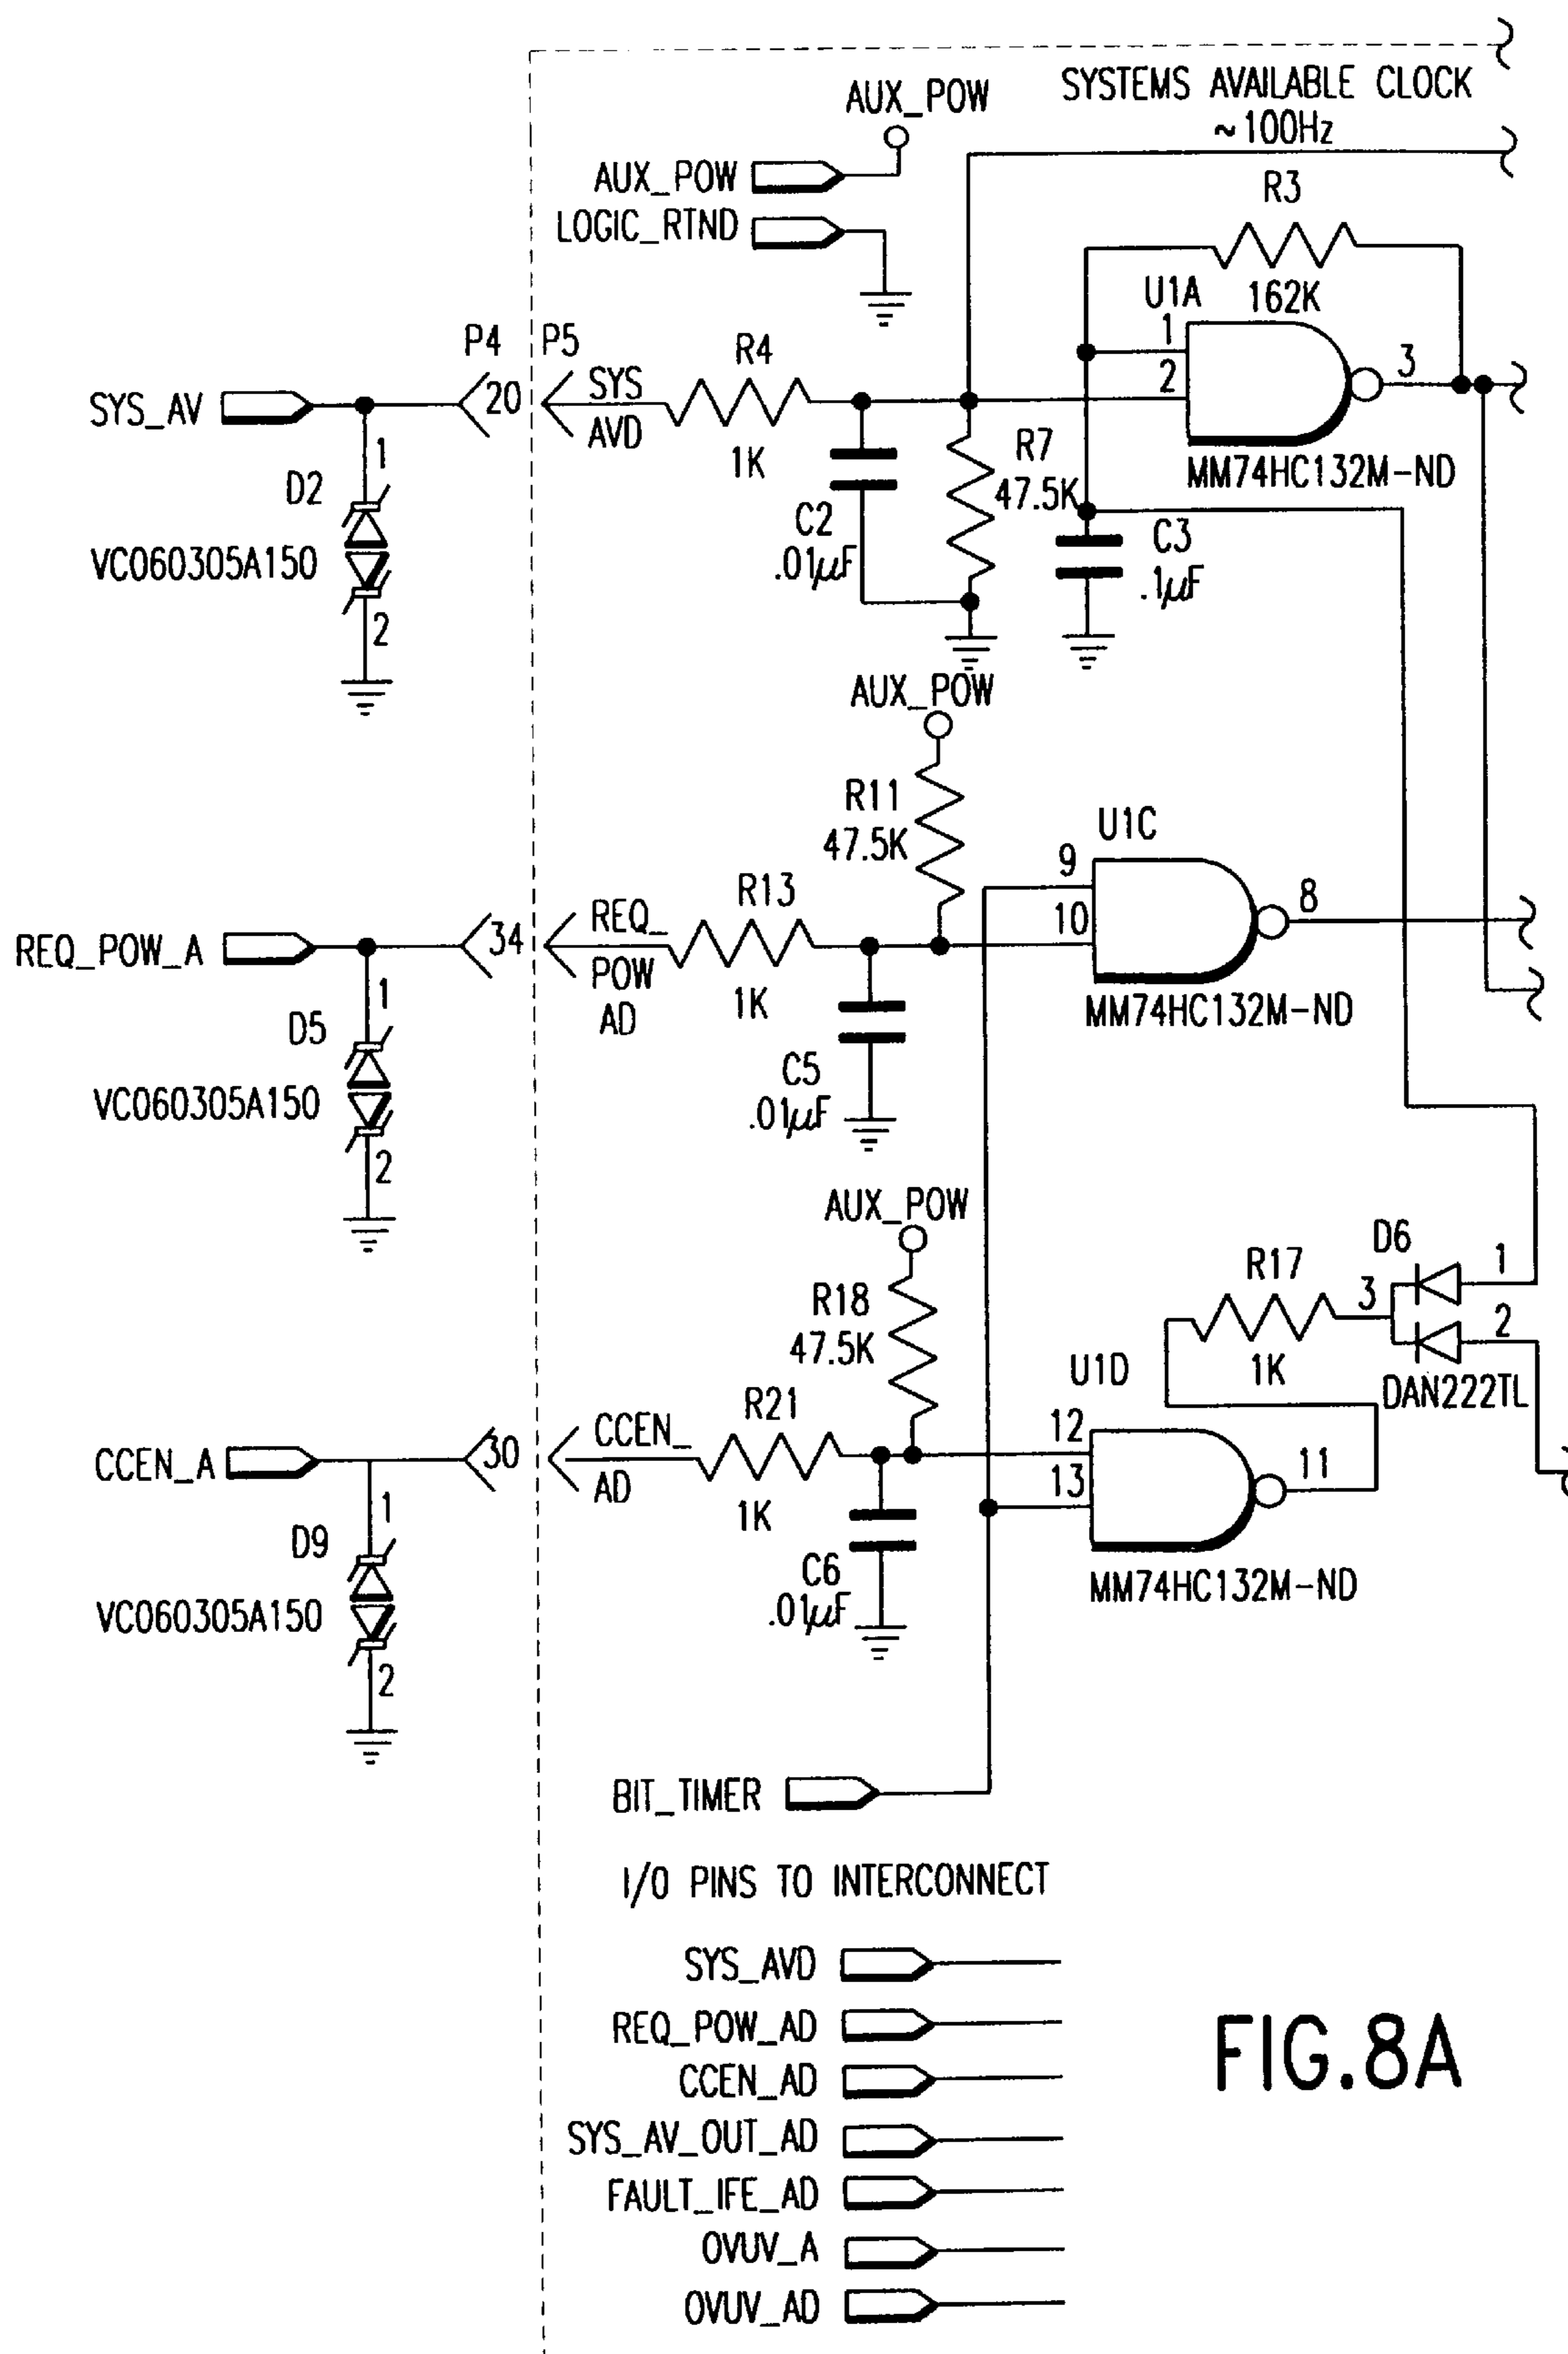 SYSTEMS AVAILABLE CLOCK
~100Hz
AUX_POW
AUX_POW
LOGIC_RTND
R3
162K
U1A
1
2
3
MM74HC132M-ND
P4
P5
SYS_AV
20
SYS
AVD
R4
1K
D2
1
VC060305A150
2
C2
.01µF
R7
47.5K
C3
.1µF
AUX_POW
R11
47.5K
U1C
9
10
8
MM74HC132M-ND
REQ_POW_A
34
REQ_
POW
AD
R13
1K
D5
1
VC060305A150
2
C5
.01µF
AUX_POW
R18
47.5K
R17
1K
D6
1
3
2
DAN222TL
U1D
12
13
11
MM74HC132M-ND
CCEN_A
30
CCEN_
AD
R21
1K
D9
1
VC060305A150
2
C6
.01µF
BIT_TIMER
I/O PINS TO INTERCONNECT
SYS_AVD
REQ_POW_AD
CCEN_AD
SYS_AV_OUT_AD
FAULT_IFE_AD
OVUV_A
OVUV_AD
FIG.8A